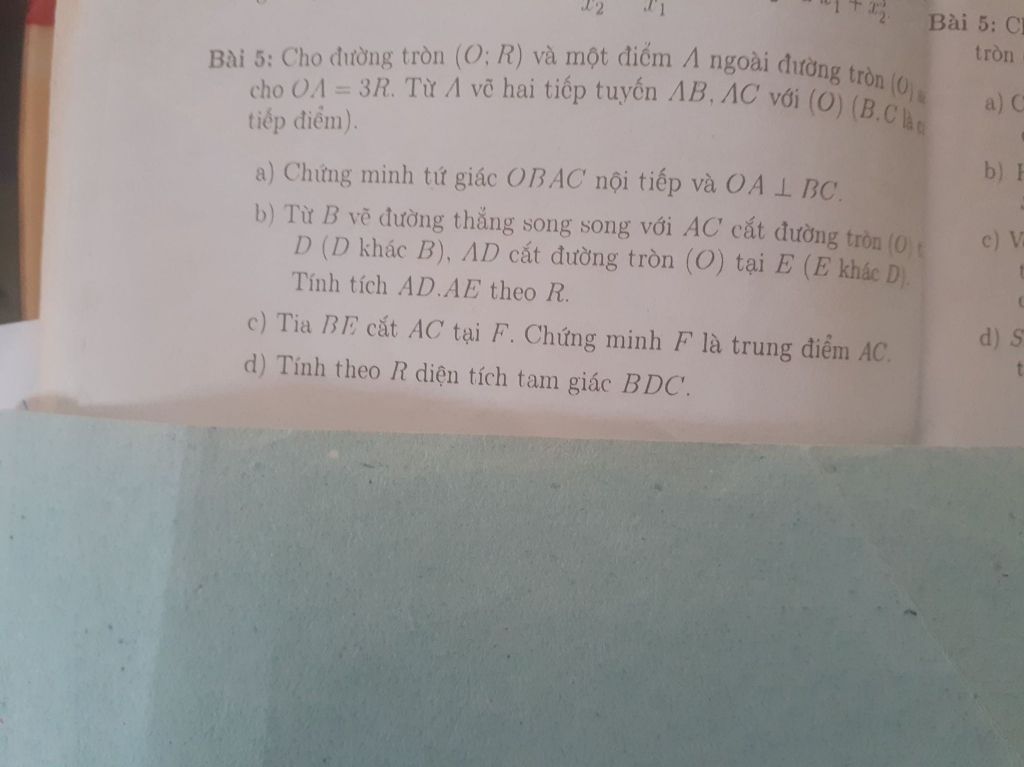 x₂ x₁ x₁ + x₂²
Bài 5: Cho đường tròn (O; R) và một điểm A ngoài đường tròn (O)
cho OA = 3R. Từ A vẽ hai tiếp tuyến AB, AC với (O) (B, C là
tiếp điểm).
a) Chứng minh tứ giác OBAC nội tiếp và OA ⊥ BC.
b) Từ B vẽ đường thẳng song song với AC cắt đường tròn (O)
D (D khác B), AD cắt đường tròn (O) tại E (E khác D).
Tính tích AD.AE theo R.
c) Tia BE cắt AC tại F. Chứng minh F là trung điểm AC.
d) Tính theo R diện tích tam giác BDC.
Bài 5:
tròn
a)
b)
c)
d)